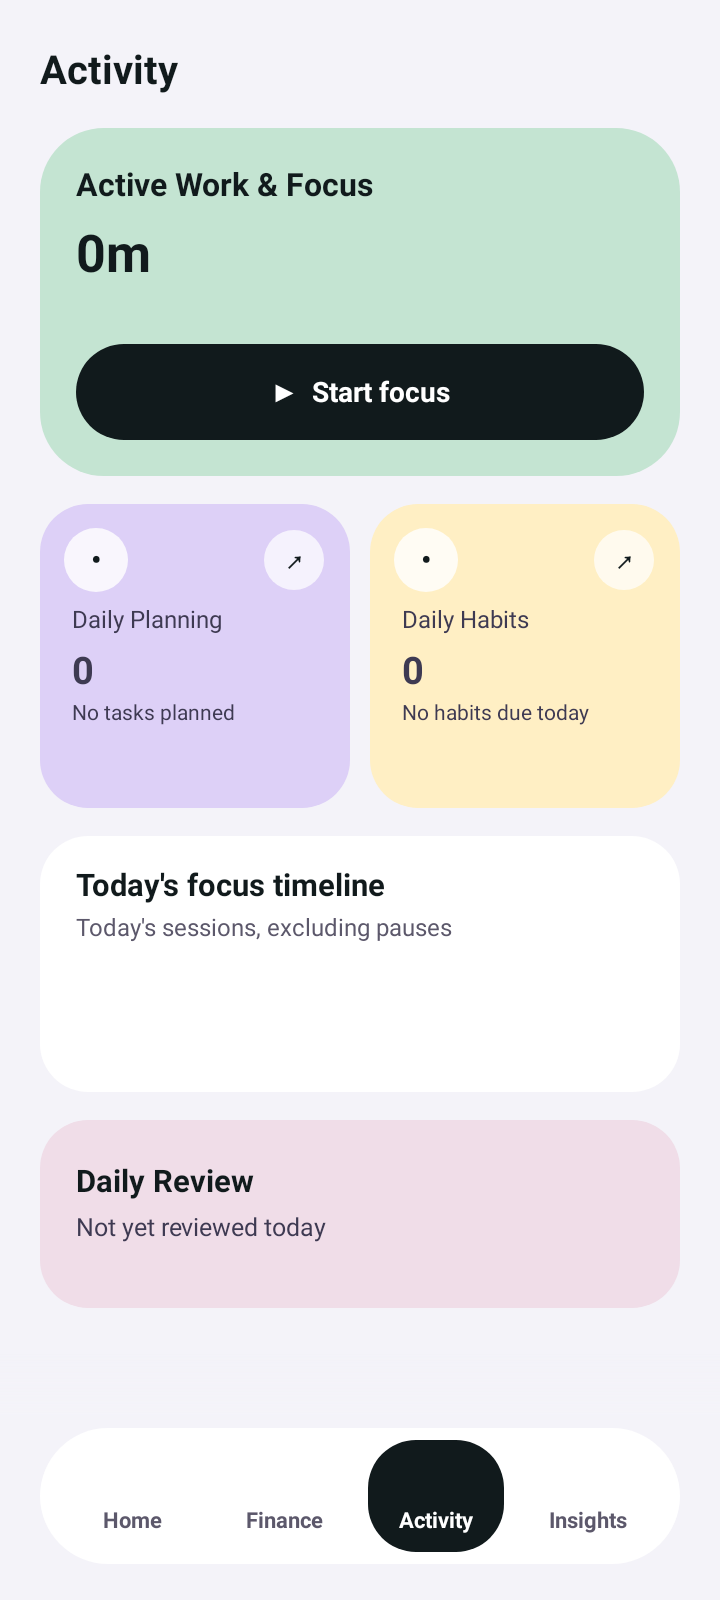 Activity
Active Work & Focus
0m
▶ Start focus
Daily Planning
0
No tasks planned
Daily Habits
0
No habits due today
Today's focus timeline
Today's sessions, excluding pauses
Daily Review
Not yet reviewed today
Home Finance Activity Insights